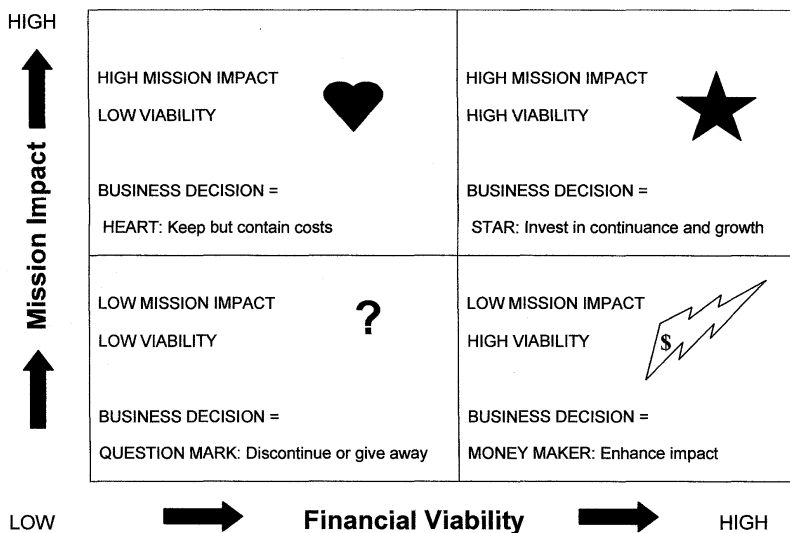 HIGH
HIGH MISSION IMPACT
LOW VIABILITY
BUSINESS DECISION =
HEART: Keep but contain costs
HIGH MISSION IMPACT
HIGH VIABILITY
BUSINESS DECISION =
STAR: Invest in continuance and growth
Mission Impact
LOW MISSION IMPACT
?
LOW VIABILITY
BUSINESS DECISION =
QUESTION MARK: Discontinue or give away
LOW MISSION IMPACT
HIGH VIABILITY
$
BUSINESS DECISION =
MONEY MAKER: Enhance impact
LOW
Financial Viability
HIGH